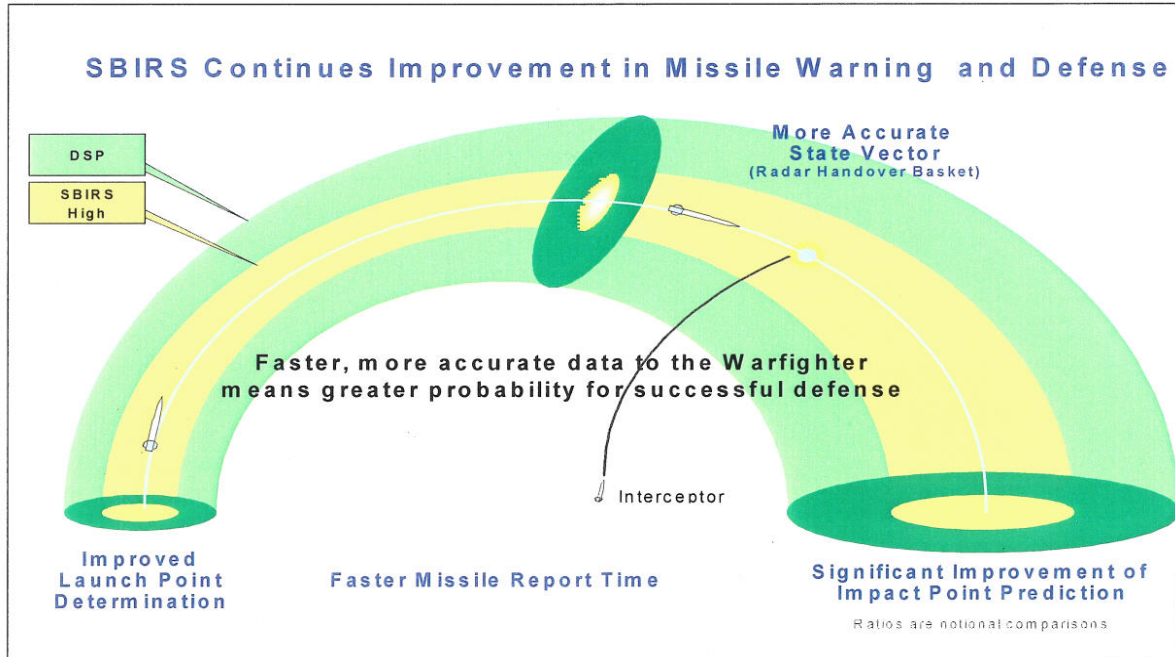 SBIRS Continues Improvement in Missile Warning and Defense
DSP
SBIRS
High
More Accurate
State Vector
(Radar Handover Basket)
Faster, more accurate data to the Warfighter
means greater probability for successful defense
Interceptor
Improved
Launch Point
Determination
Faster Missile Report Time
Significant Improvement of
Impact Point Prediction
Ratios are notional comparisons